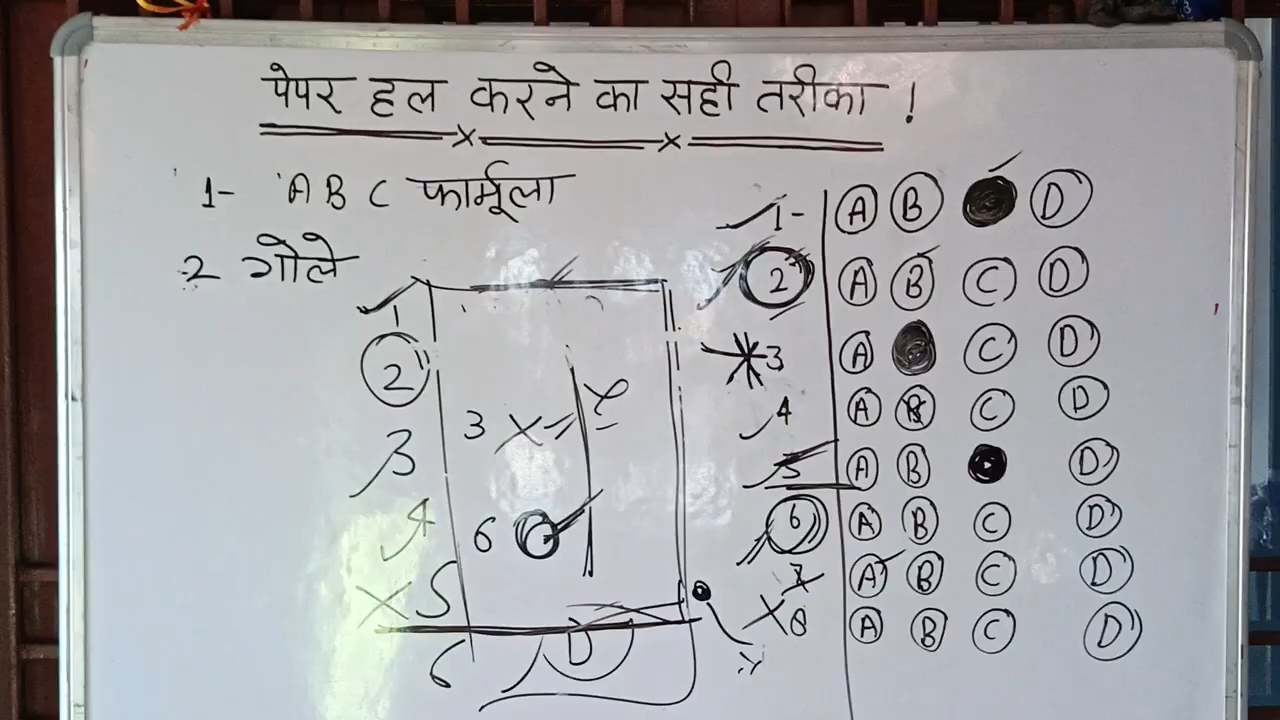 पेपर हल करने का सही तरीका !
1- A B C फार्मूला
2 गोले
1
2
3
4
5
6
3 X
6
D
1- A B D
2 A B C D
3 A C D
4 A B C D
5 A B D
6 A B C D
7 A B C D
8 A B C D